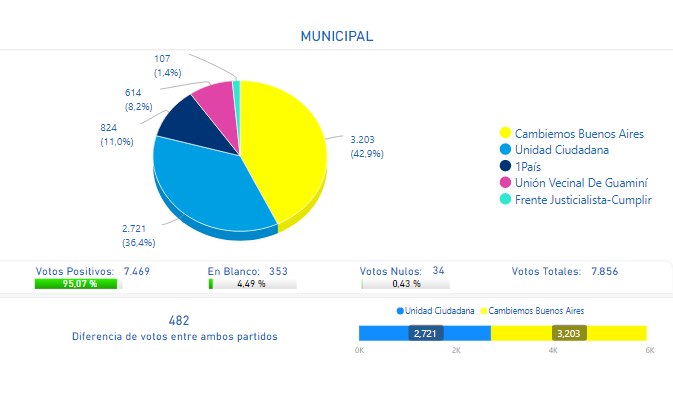 MUNICIPAL
107
(1,4%)
614
(8,2%)
824
(11,0%)
3.203
(42,9%)
2.721
(36,4%)
Cambiemos Buenos Aires
Unidad Ciudadana
1País
Unión Vecinal De Guaminí
Frente Justicialista-Cumplir
Votos Positivos: 7.469
95,07 %
En Blanco: 353
4,49 %
Votos Nulos: 34
0,43 %
Votos Totales: 7.856
482
Diferencia de votos entre ambos partidos
Unidad Ciudadana Cambiemos Buenos Aires
2,721 3,203
0K 2K 4K 6K